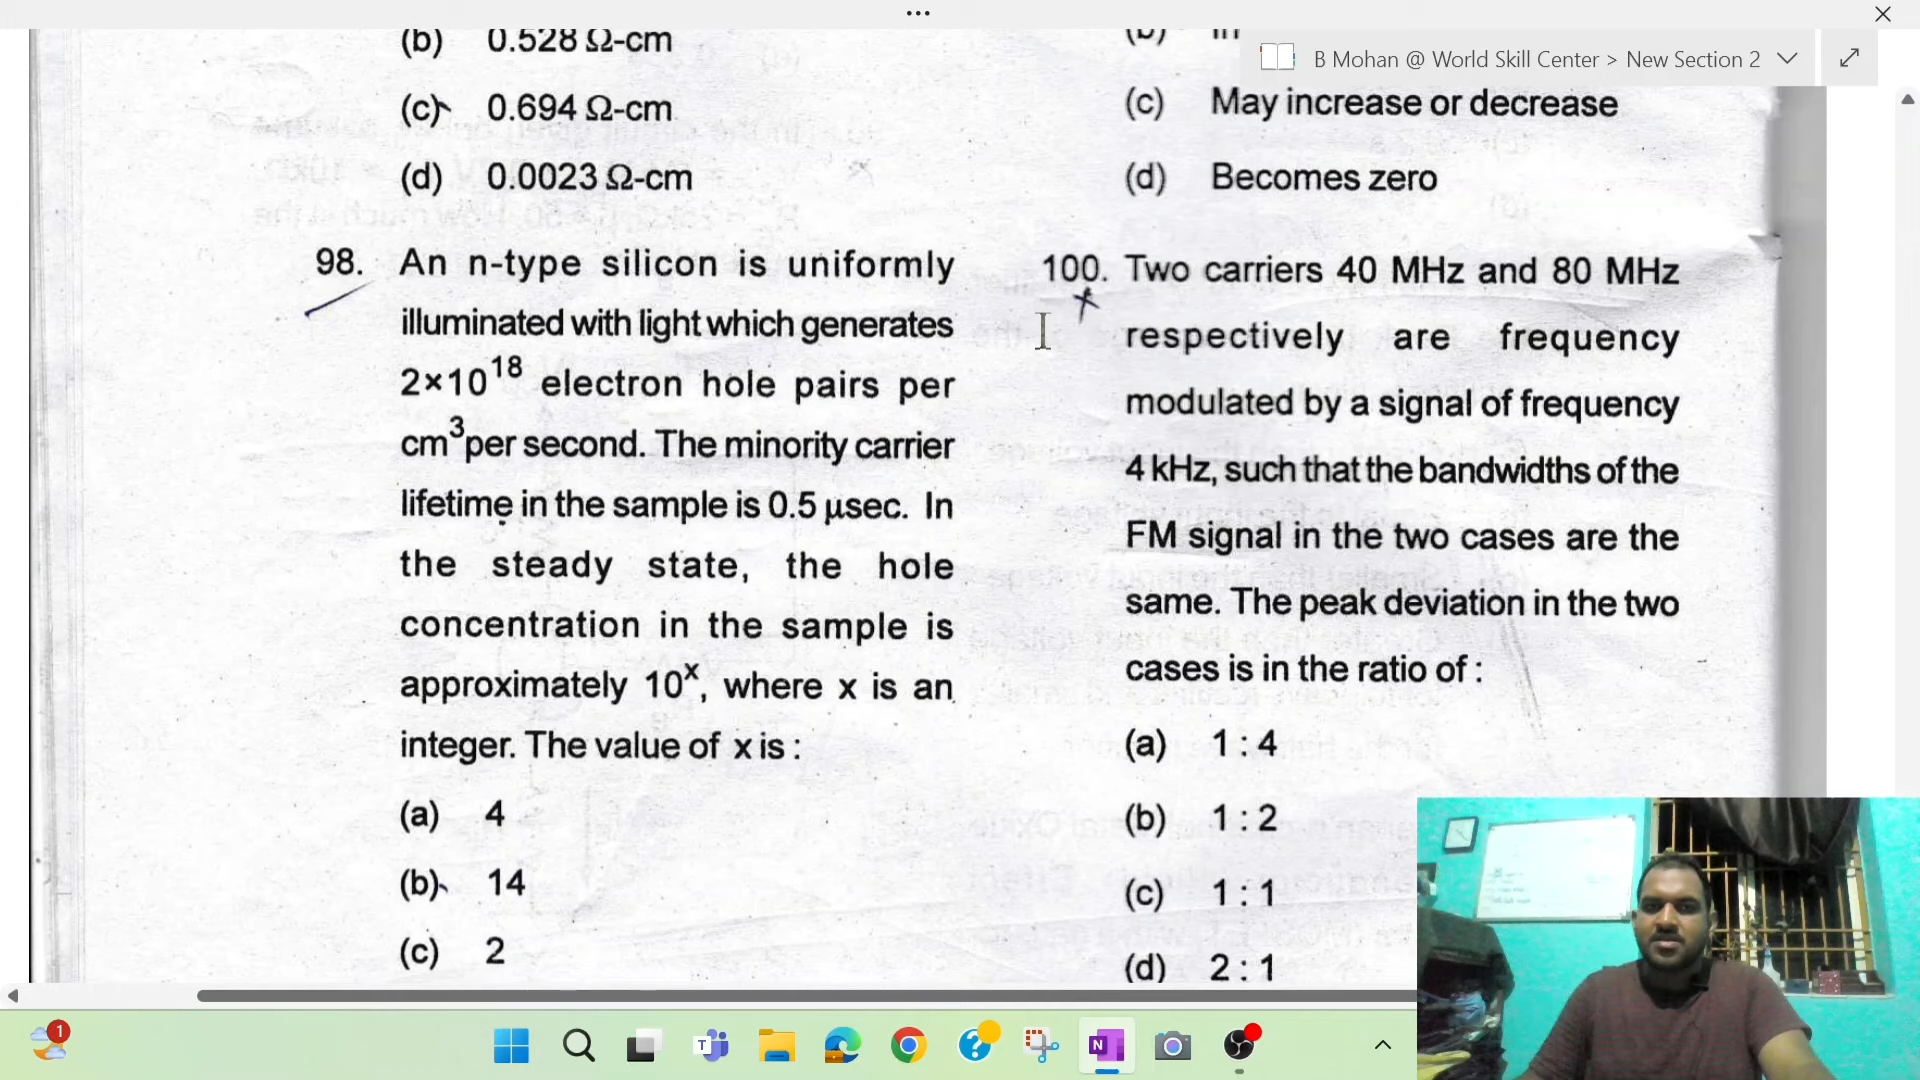 B Mohan @ World Skill Center > New Section 2
(b) 0.528 Ω-cm
(c) 0.694 Ω-cm
(d) 0.0023 Ω-cm
98. An n-type silicon is uniformly
illuminated with light which generates
2×10¹⁸ electron hole pairs per
cm³per second. The minority carrier
lifetime in the sample is 0.5 μsec. In
the steady state, the hole
concentration in the sample is
approximately 10ˣ, where x is an
integer. The value of x is :
(a) 4
(b) 14
(c) 2
(b)
(c) May increase or decrease
(d) Becomes zero
100. Two carriers 40 MHz and 80 MHz
respectively are frequency
modulated by a signal of frequency
4 kHz, such that the bandwidths of the
FM signal in the two cases are the
same. The peak deviation in the two
cases is in the ratio of :
(a) 1 : 4
(b) 1 : 2
(c) 1 : 1
(d) 2 : 1
1
T
N